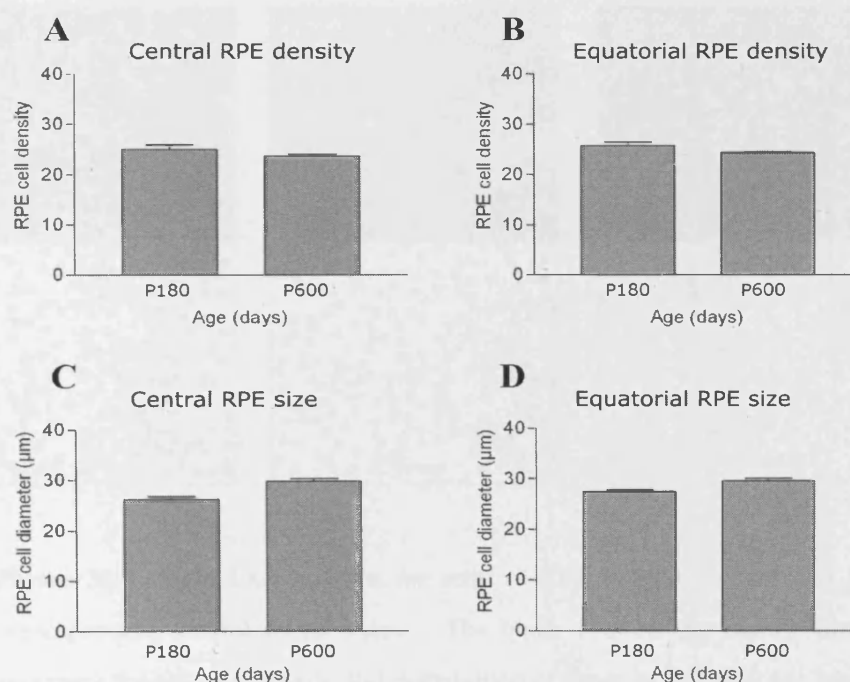 A
Central RPE density
RPE cell density
40
30
20
10
0
P180 P600
Age (days)
B
Equatorial RPE density
RPE cell density
40
30
20
10
0
P180 P600
Age (days)
C
Central RPE size
RPE cell diameter (µm)
40
30
20
10
0
P180 P600
Age (days)
D
Equatorial RPE size
RPE cell diameter (µm)
40
30
20
10
0
P180 P600
Age (days)